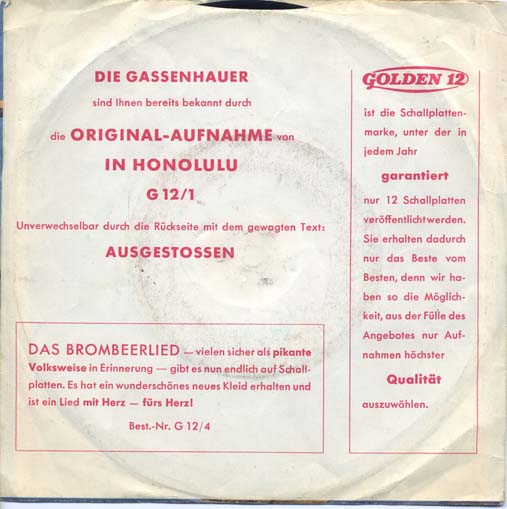 DIE GASSENHAUER
sind Ihnen bereits bekannt durch
die ORIGINAL-AUFNAHME von
IN HONOLULU
G 12/1
Unverwechselbar durch die Rückseite mit dem gewagten Text:
AUSGESTOSSEN
DAS BROMBEERLIED — vielen sicher als pikante
Volksweise in Erinnerung — gibt es nun endlich auf Schall-
platten. Es hat ein wunderschönes neues Kleid erhalten und
ist ein Lied mit Herz — fürs Herz!
Best.-Nr. G 12/4
GOLDEN 12
ist die Schallplatten-
marke, unter der in
jedem Jahr
garantiert
nur 12 Schallplatten
veröffentlicht werden.
Sie erhalten dadurch
nur das Beste vom
Besten, denn wir ha-
ben so die Möglich-
keit, aus der Fülle des
Angebotes nur Auf-
nahmen höchster
Qualität
auszuwählen.